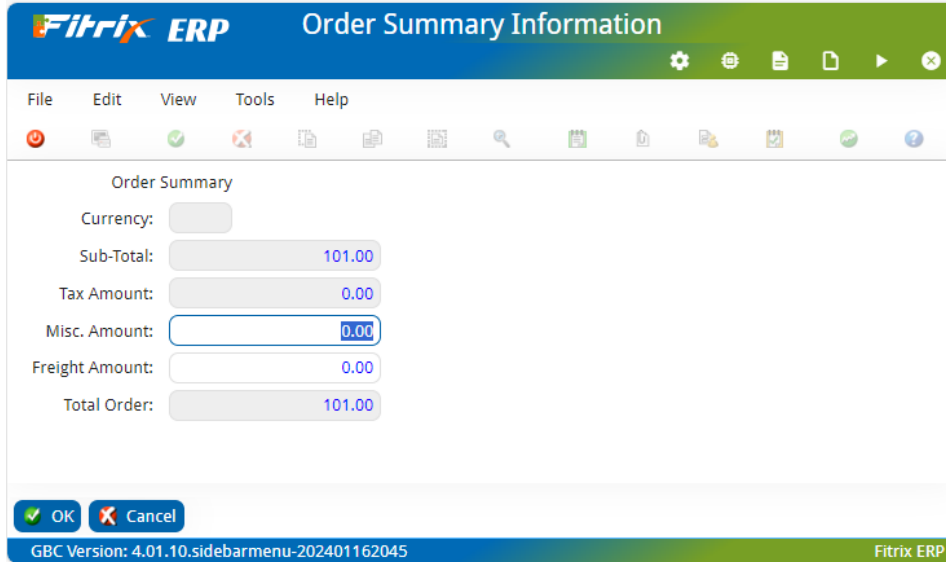 Fitrix ERP Order Summary Information
File Edit View Tools Help
Order Summary
Currency:
Sub-Total: 101.00
Tax Amount: 0.00
Misc. Amount: 0.00
Freight Amount: 0.00
Total Order: 101.00
OK Cancel
GBC Version: 4.01.10.sidebarmenu-202401162045 Fitrix ERP